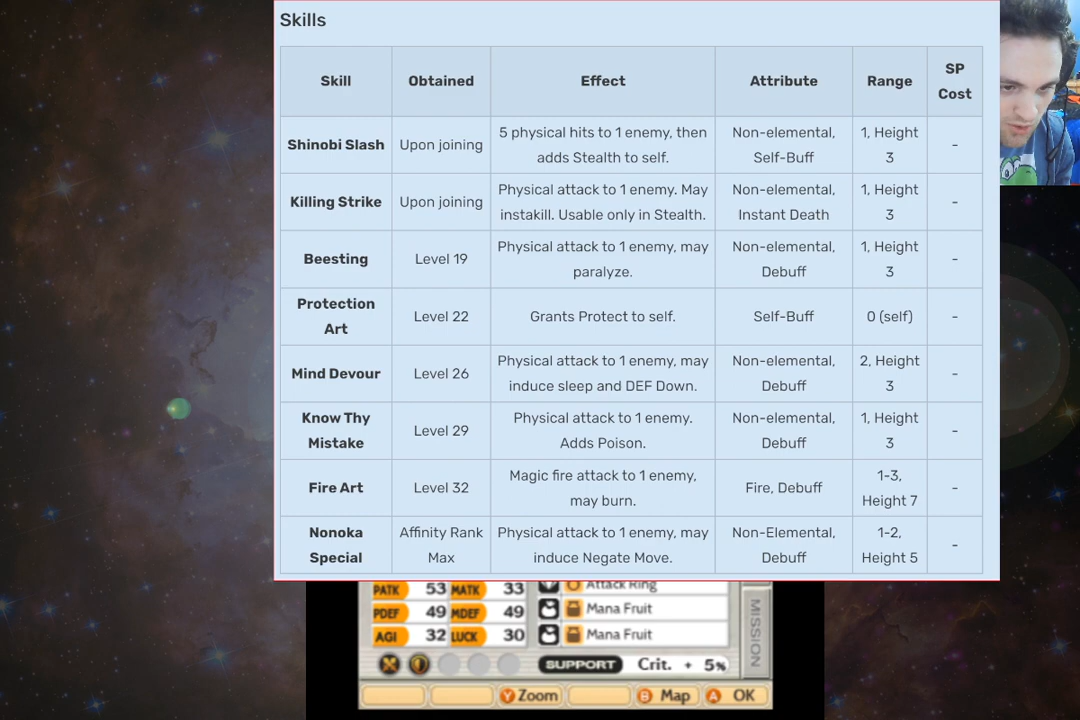 Skills
Skill Obtained Effect Attribute Range SP Cost
Shinobi Slash Upon joining 5 physical hits to 1 enemy, then adds Stealth to self. Non-elemental, Self-Buff 1, Height 3 -
Killing Strike Upon joining Physical attack to 1 enemy. May instakill. Usable only in Stealth. Non-elemental, Instant Death 1, Height 3 -
Beesting Level 19 Physical attack to 1 enemy, may paralyze. Non-elemental, Debuff 1, Height 3 -
Protection Art Level 22 Grants Protect to self. Self-Buff 0 (self) -
Mind Devour Level 26 Physical attack to 1 enemy, may induce sleep and DEF Down. Non-elemental, Debuff 2, Height 3 -
Know Thy Mistake Level 29 Physical attack to 1 enemy. Adds Poison. Non-elemental, Debuff 1, Height 3 -
Fire Art Level 32 Magic fire attack to 1 enemy, may burn. Fire, Debuff 1-3, Height 7 -
Nonoka Special Affinity Rank Max Physical attack to 1 enemy, may induce Negate Move. Non-Elemental, Debuff 1-2, Height 5 -
PATK 53 MATK 33 Attack Ring
PDEF 49 MDEF 49 Mana Fruit
AGI 32 LUCK 30 Mana Fruit
SUPPORT Crit. + 5%
MISSION
Y Zoom B Map A OK